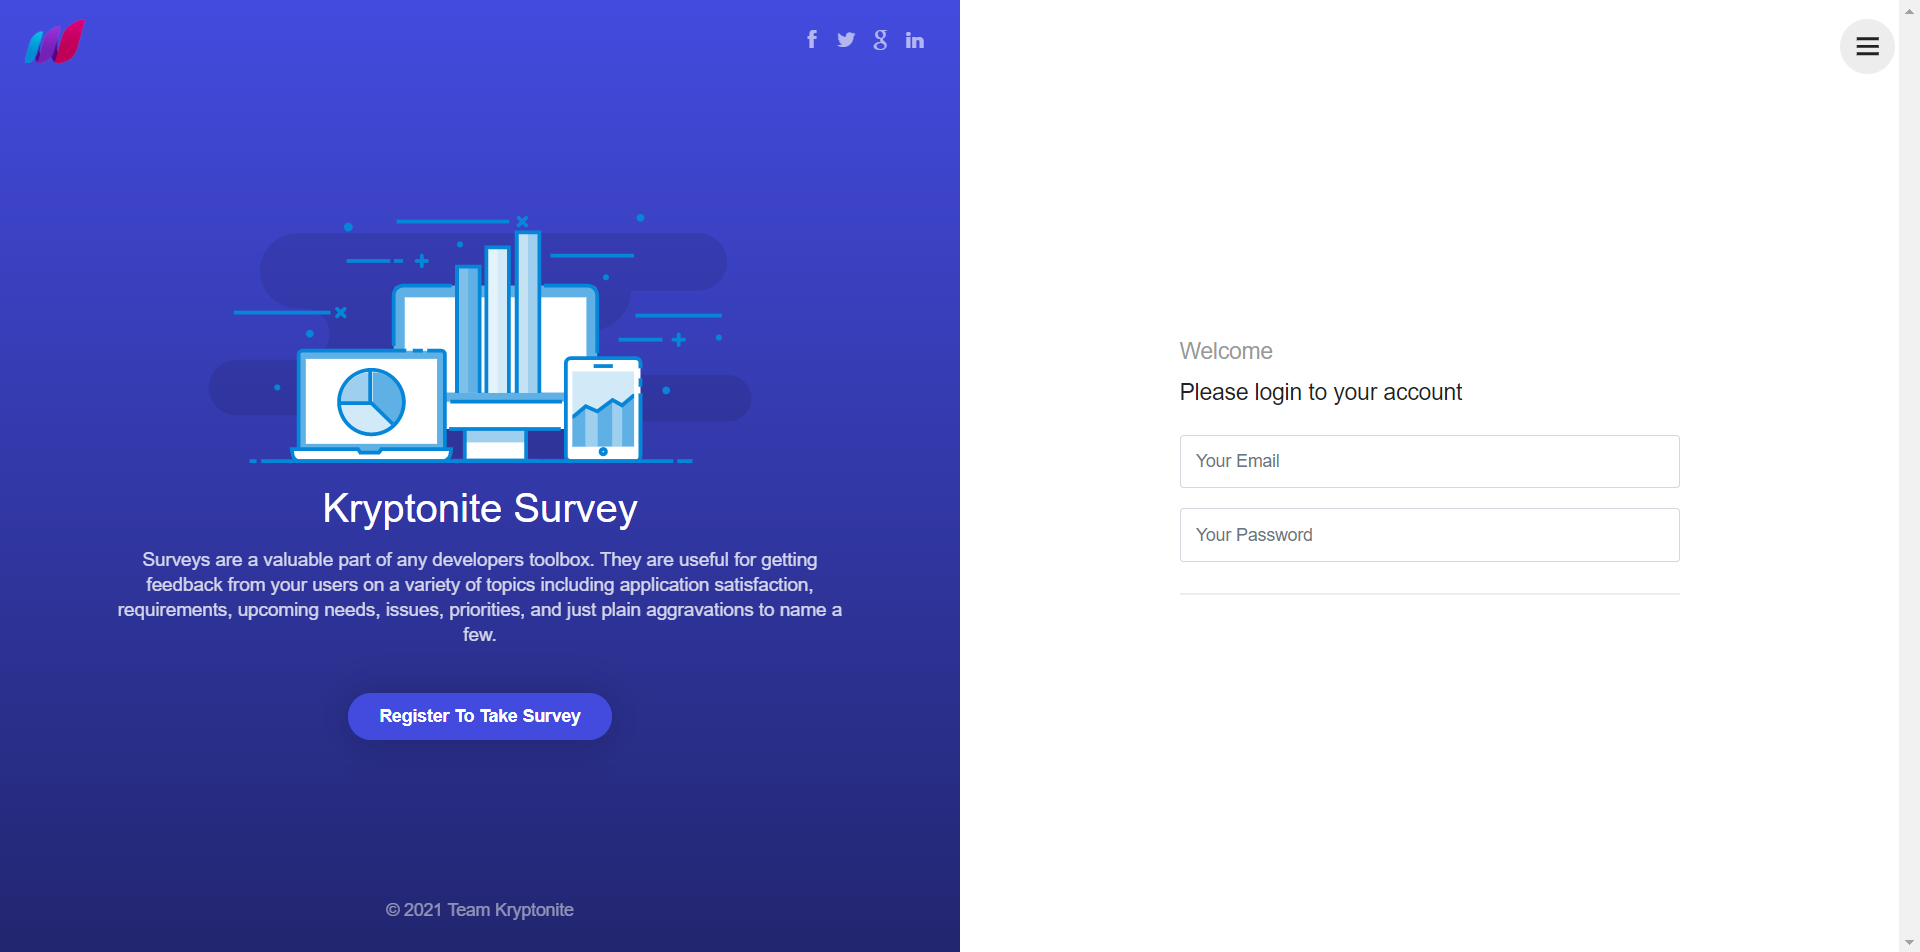 Kryptonite Survey
Surveys are a valuable part of any developers toolbox. They are useful for getting
feedback from your users on a variety of topics including application satisfaction,
requirements, upcoming needs, issues, priorities, and just plain aggravations to name a
few.
Register To Take Survey
© 2021 Team Kryptonite
Welcome
Please login to your account
Your Email
Your Password